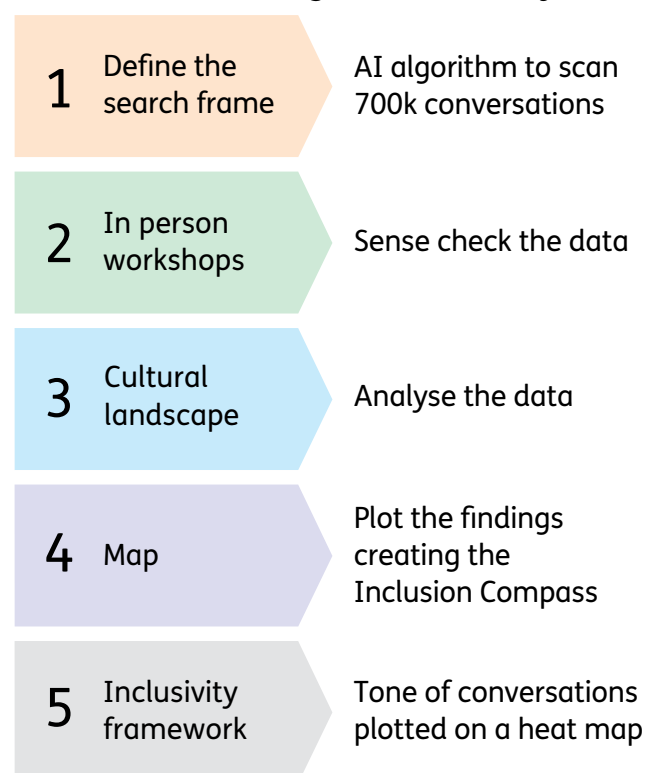 1
Define the
search frame
AI algorithm to scan
700k conversations
2
In person
workshops
Sense check the data
3
Cultural
landscape
Analyse the data
4
Map
Plot the findings
creating the
Inclusion Compass
5
Inclusivity
framework
Tone of conversations
plotted on a heat map